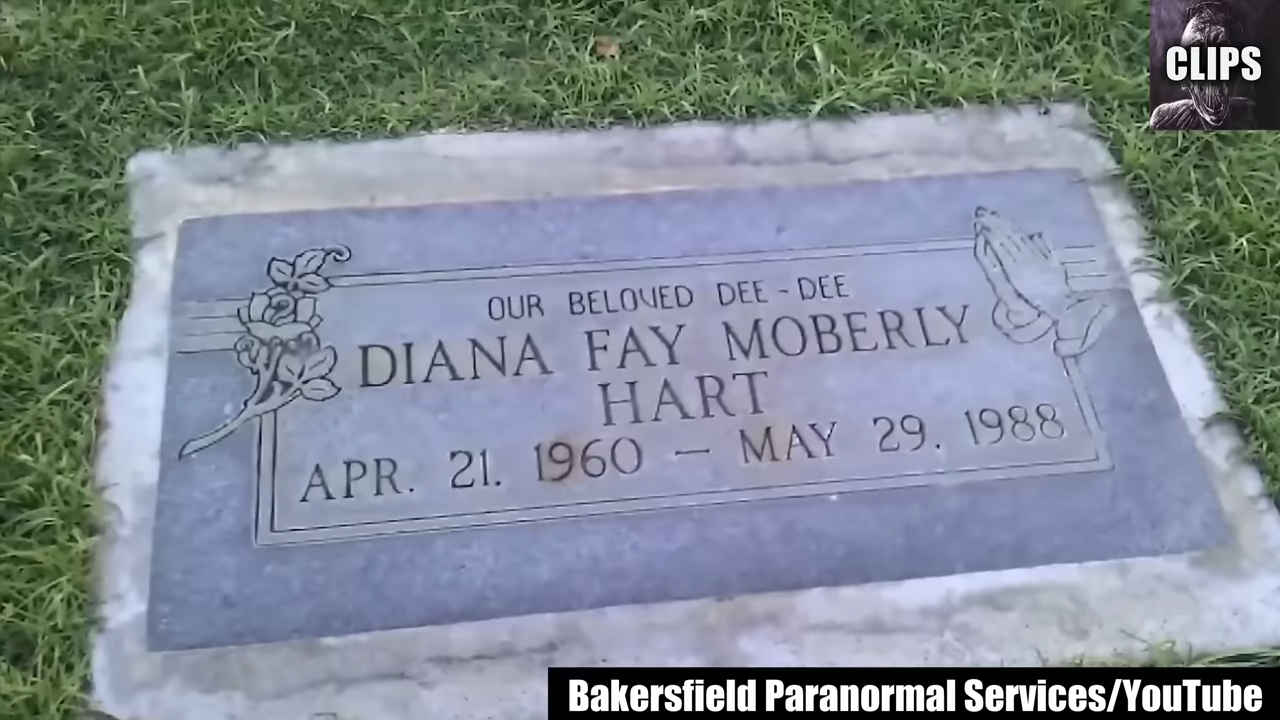 CLIPS
OUR BELOVED DEE-DEE
DIANA FAY MOBERLY
HART
APR. 21. 1960 — MAY 29. 1988
Bakersfield Paranormal Services/YouTube